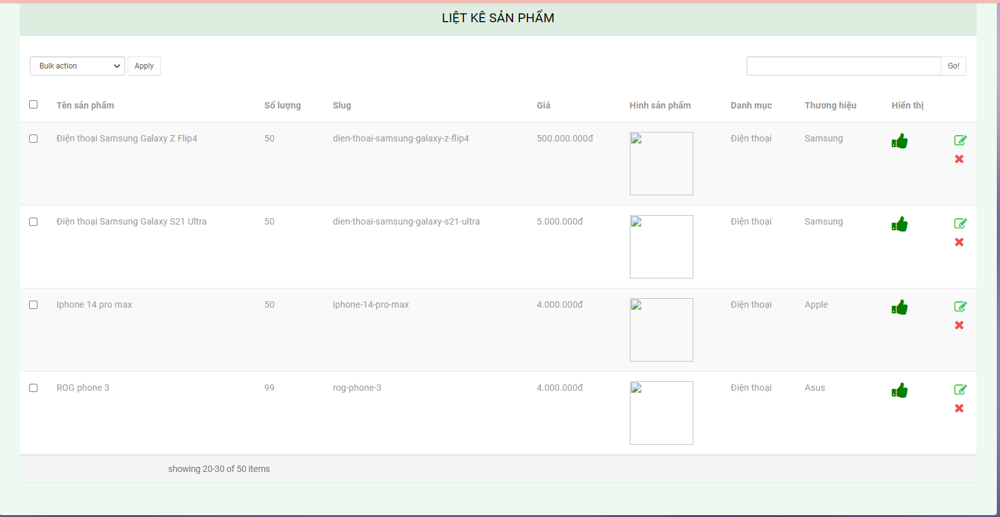 LIỆT KÊ SẢN PHẨM
Bulk action Apply Go!
Tên sản phẩm Số lượng Slug Giá Hình sản phẩm Danh mục Thương hiệu Hiển thị
Điện thoại Samsung Galaxy Z Flip4 50 dien-thoai-samsung-galaxy-z-flip4 500.000.000đ Điện thoại Samsung
Điện thoại Samsung Galaxy S21 Ultra 50 dien-thoai-samsung-galaxy-s21-ultra 5.000.000đ Điện thoại Samsung
Iphone 14 pro max 50 iphone-14-pro-max 4.000.000đ Điện thoại Apple
ROG phone 3 99 rog-phone-3 4.000.000đ Điện thoại Asus
showing 20-30 of 50 items